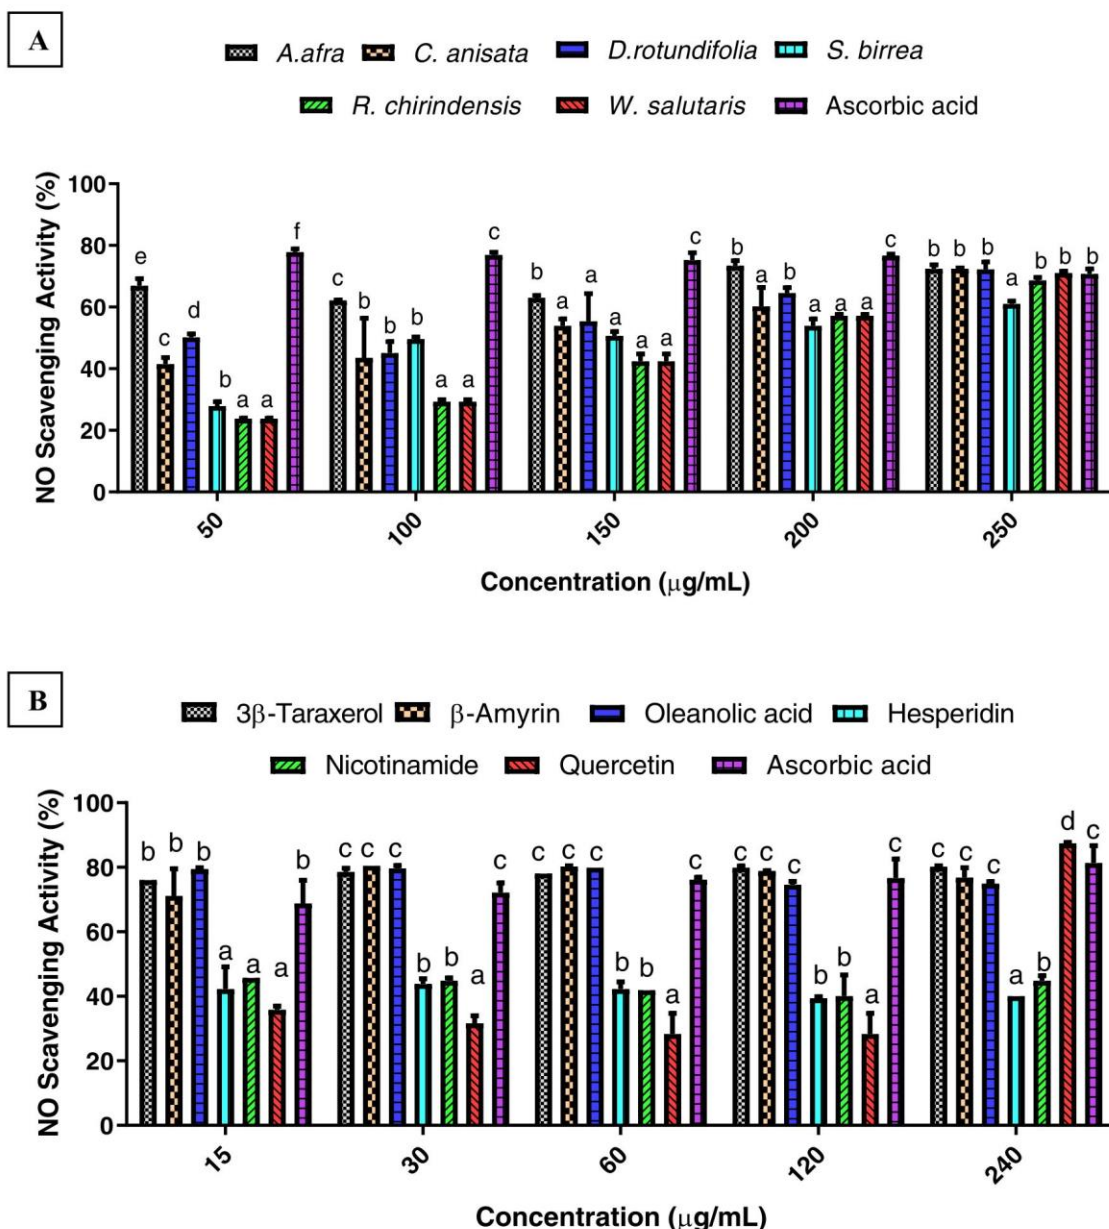 A
A.afra C. anisata D.rotundifolia S. birrea
R. chirindensis W. salutaris Ascorbic acid
NO Scavenging Activity (%)
100
80
60
40
20
0
e c d b a a f
c b b b a a c
b a a a a a c
b a b a a a c
b b b a b b b
50 100 150 200 250
Concentration (μg/mL)
B
3β-Taraxerol β-Amyrin Oleanolic acid Hesperidin
Nicotinamide Quercetin Ascorbic acid
NO Scavenging Activity (%)
100
80
60
40
20
0
b b b a a a b
c c c b b a c
c c c b b a c
c c c b b a c
c c c a b d c
15 30 60 120 240
Concentration (μg/mL)